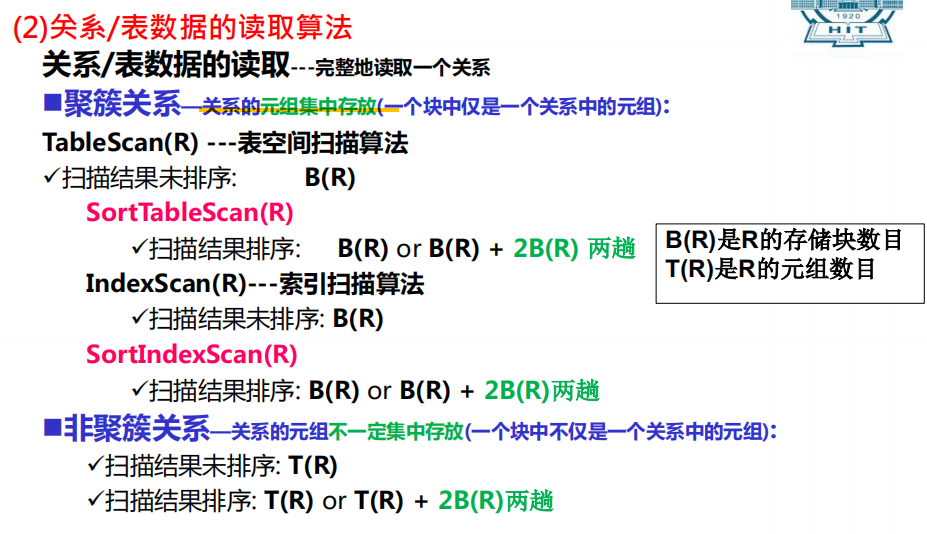 (2)关系/表数据的读取算法
1920
HIT
关系/表数据的读取---完整地读取一个关系
■聚簇关系—关系的元组集中存放(一个块中仅是一个关系中的元组)：
TableScan(R) ---表空间扫描算法
✓扫描结果未排序: B(R)
SortTableScan(R)
✓扫描结果排序: B(R) or B(R) + 2B(R) 两趟
B(R)是R的存储块数目
T(R)是R的元组数目
IndexScan(R)---索引扫描算法
✓扫描结果未排序: B(R)
SortIndexScan(R)
✓扫描结果排序: B(R) or B(R) + 2B(R)两趟
■非聚簇关系—关系的元组不一定集中存放(一个块中不仅是一个关系中的元组)：
✓扫描结果未排序: T(R)
✓扫描结果排序: T(R) or T(R) + 2B(R)两趟